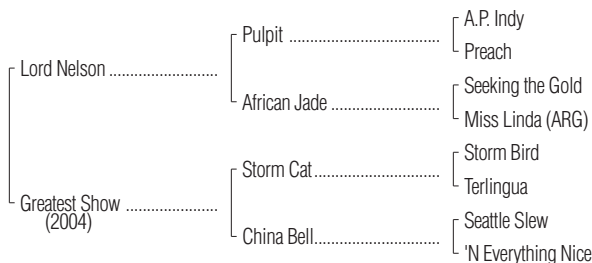 A.P. Indy
Pulpit ........................................
Preach
Lord Nelson .............................
Seeking the Gold
African Jade .............................
Miss Linda (ARG)
Storm Bird
Storm Cat..................................
Terlingua
Greatest Show ........................
(2004)
Seattle Slew
China Bell..................................
'N Everything Nice